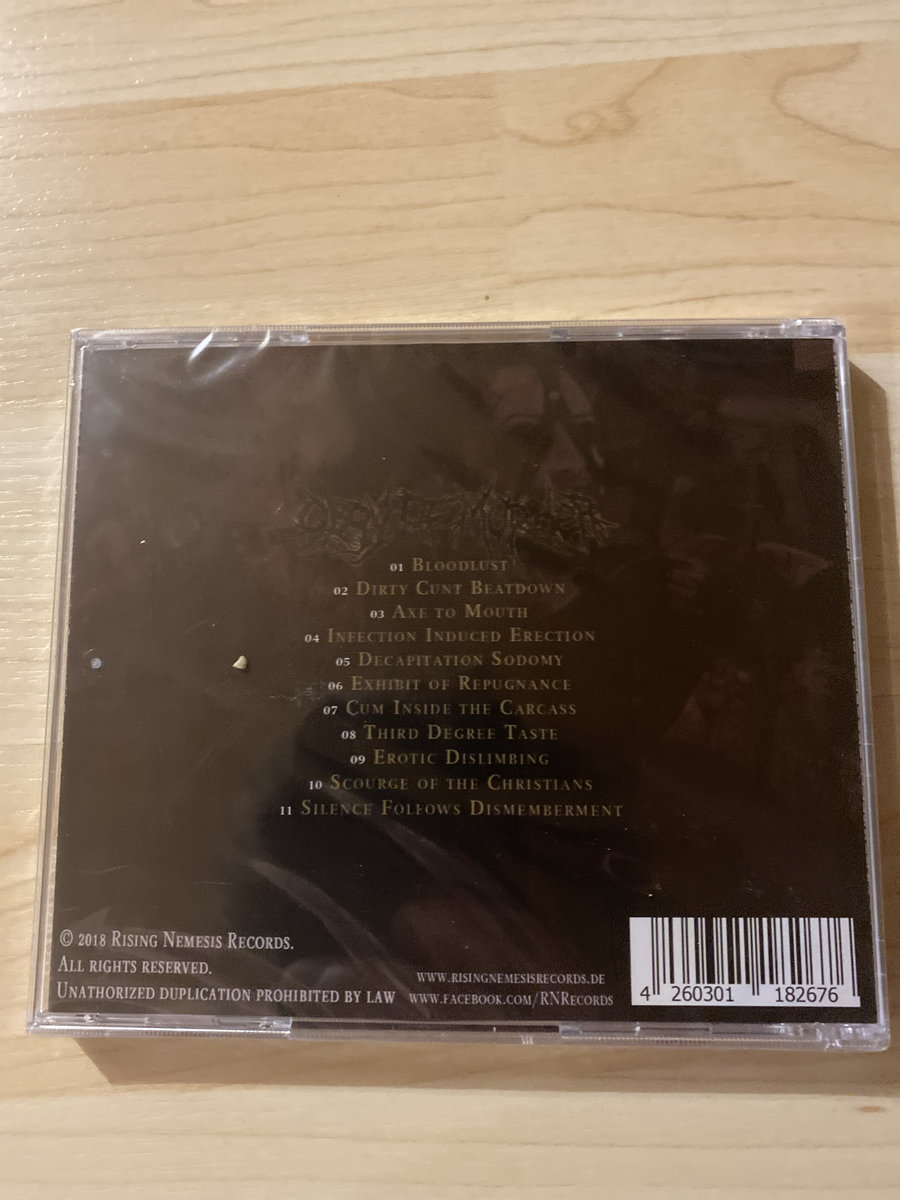 01 Bloodlust
02 Dirty Cunt Beatdown
03 Axe to Mouth
04 Infection Induced Erection
05 Decapitation Sodomy
06 Exhibit of Repugnance
07 Cum Inside the Carcass
08 Third Degree Taste
09 Erotic Dislimbing
10 Scourge of the Christians
11 Silence Follows Dismemberment
© 2018 Rising Nemesis Records.
All rights reserved.
Unathorized duplication prohibited by law
www.risingnemesisrecords.de
www.facebook.com/RNRecords
4 260301 182676